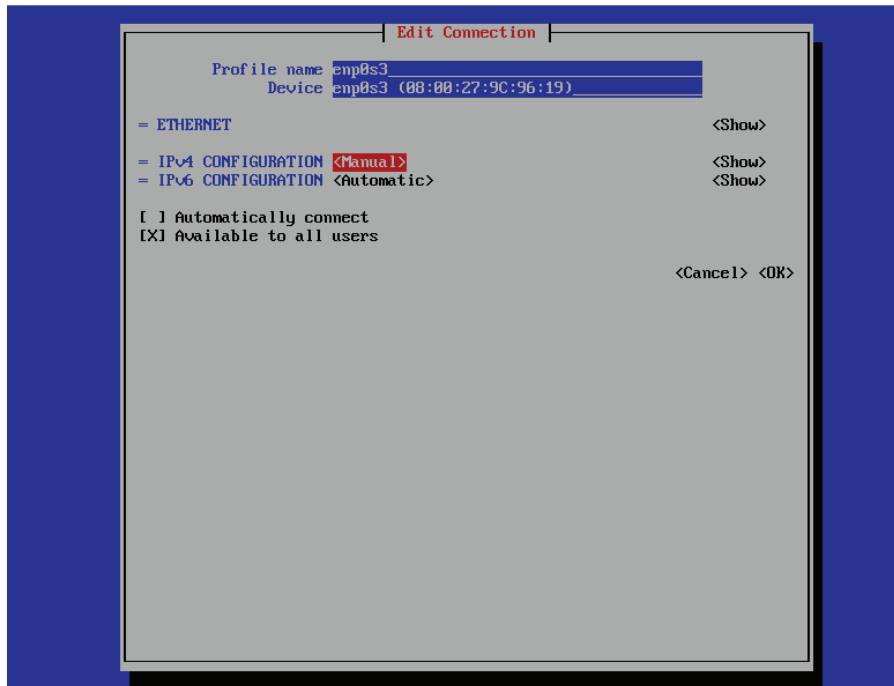 Edit Connection
Profile name enp0s3
Device enp0s3 (08:00:27:9C:96:19)
= ETHERNET <Show>
= IPv4 CONFIGURATION <Manual> <Show>
= IPv6 CONFIGURATION <Automatic> <Show>
[ ] Automatically connect
[X] Available to all users
<Cancel> <OK>